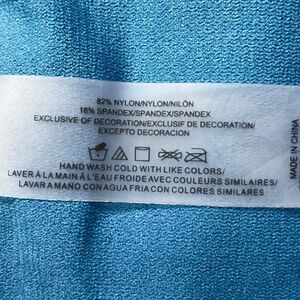 82% NYLON/NYLON/NILÓN
18% SPANDEX/SPANDEX/SPANDEX
EXCLUSIVE OF DECORATION/EXCLUSIF DE DECORATION/
EXCEPTO DECORACION
HAND WASH COLD WITH LIKE COLORS/
LAVER À LA MAIN À L'EAU FROIDE AVEC COULEURS SIMILAIRES/
LAVAR A MANO CON AGUA FRIA CON COLORES SIMILARES
MADE IN CHINA